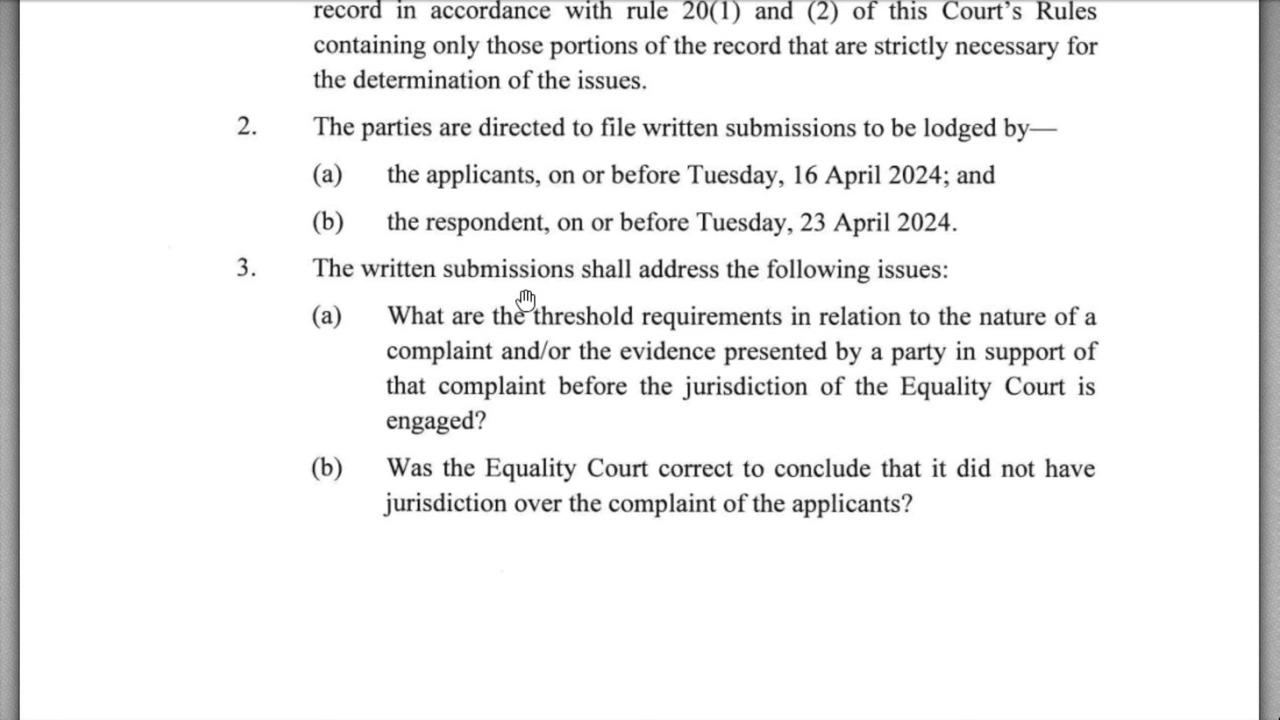 record in accordance with rule 20(1) and (2) of this Court's Rules
containing only those portions of the record that are strictly necessary for
the determination of the issues.
2. The parties are directed to file written submissions to be lodged by—
(a) the applicants, on or before Tuesday, 16 April 2024; and
(b) the respondent, on or before Tuesday, 23 April 2024.
3. The written submissions shall address the following issues:
(a) What are the threshold requirements in relation to the nature of a
complaint and/or the evidence presented by a party in support of
that complaint before the jurisdiction of the Equality Court is
engaged?
(b) Was the Equality Court correct to conclude that it did not have
jurisdiction over the complaint of the applicants?